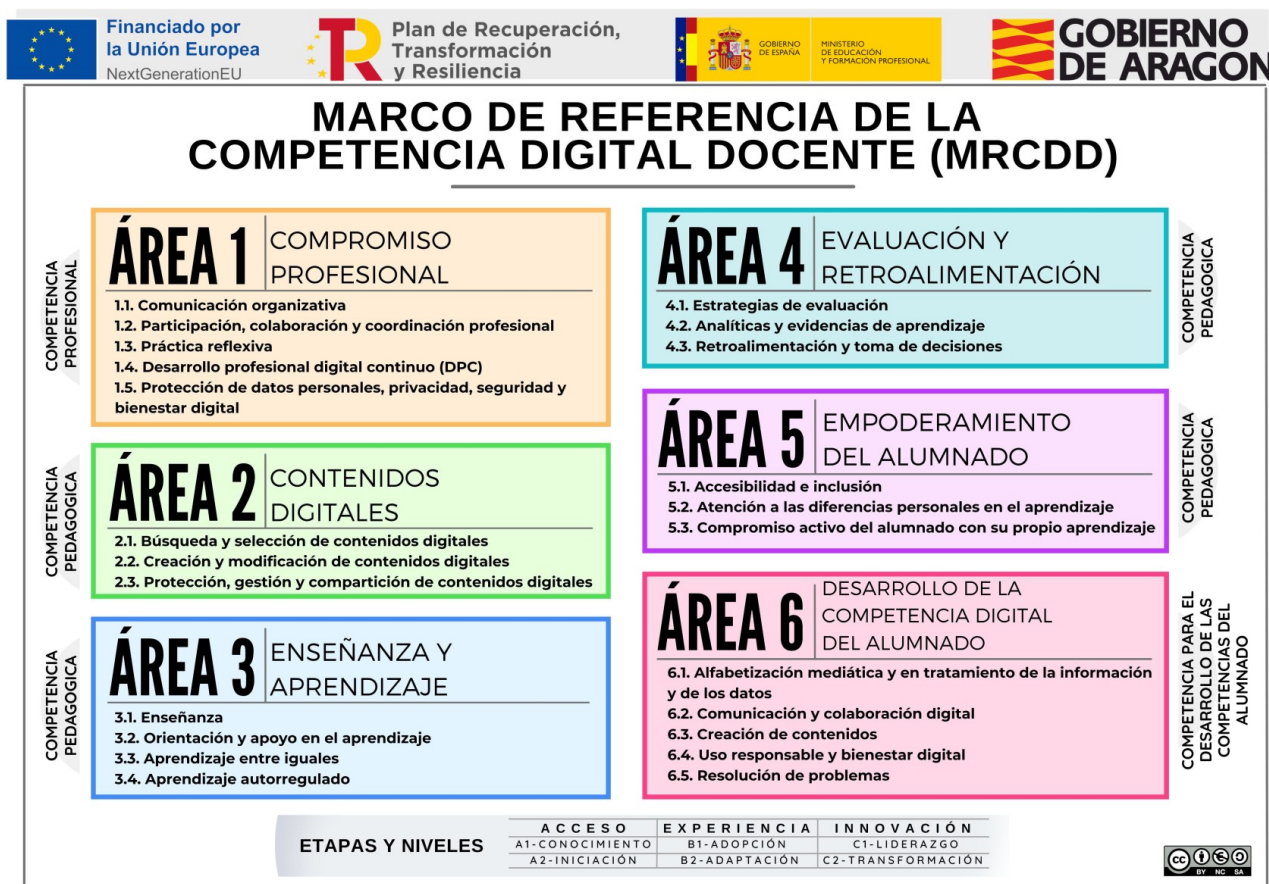 Financiado por
la Unión Europea
NextGenerationEU
Plan de Recuperación,
Transformación
y Resiliencia
GOBIERNO
DE ESPAÑA
MINISTERIO
DE EDUCACIÓN
Y FORMACIÓN PROFESIONAL
GOBIERNO
DE ARAGON
MARCO DE REFERENCIA DE LA
COMPETENCIA DIGITAL DOCENTE (MRCDD)
COMPETENCIA
PROFESIONAL
ÁREA 1
COMPROMISO
PROFESIONAL
1.1. Comunicación organizativa
1.2. Participación, colaboración y coordinación profesional
1.3. Práctica reflexiva
1.4. Desarrollo profesional digital continuo (DPC)
1.5. Protección de datos personales, privacidad, seguridad y
bienestar digital
COMPETENCIA
PEDAGOGICA
ÁREA 2
CONTENIDOS
DIGITALES
2.1. Búsqueda y selección de contenidos digitales
2.2. Creación y modificación de contenidos digitales
2.3. Protección, gestión y compartición de contenidos digitales
COMPETENCIA
PEDAGOGICA
ÁREA 3
ENSEÑANZA Y
APRENDIZAJE
3.1. Enseñanza
3.2. Orientación y apoyo en el aprendizaje
3.3. Aprendizaje entre iguales
3.4. Aprendizaje autorregulado
ÁREA 4
EVALUACIÓN Y
RETROALIMENTACIÓN
4.1. Estrategias de evaluación
4.2. Analíticas y evidencias de aprendizaje
4.3. Retroalimentación y toma de decisiones
COMPETENCIA
PEDAGOGICA
ÁREA 5
EMPODERAMIENTO
DEL ALUMNADO
5.1. Accesibilidad e inclusión
5.2. Atención a las diferencias personales en el aprendizaje
5.3. Compromiso activo del alumnado con su propio aprendizaje
COMPETENCIA
PEDAGOGICA
ÁREA 6
DESARROLLO DE LA
COMPETENCIA DIGITAL
DEL ALUMNADO
6.1. Alfabetización mediática y en tratamiento de la información
y de los datos
6.2. Comunicación y colaboración digital
6.3. Creación de contenidos
6.4. Uso responsable y bienestar digital
6.5. Resolución de problemas
COMPETENCIA PARA EL
DESARROLLO DE LAS
COMPETENCIAS DEL
ALUMNADO
ETAPAS Y NIVELES
ACCESO EXPERIENCIA INNOVACIÓN
A1-CONOCIMIENTO B1-ADOPCIÓN C1-LIDERAZGO
A2-INICIACIÓN B2-ADAPTACIÓN C2-TRANSFORMACIÓN
cc
BY NC SA